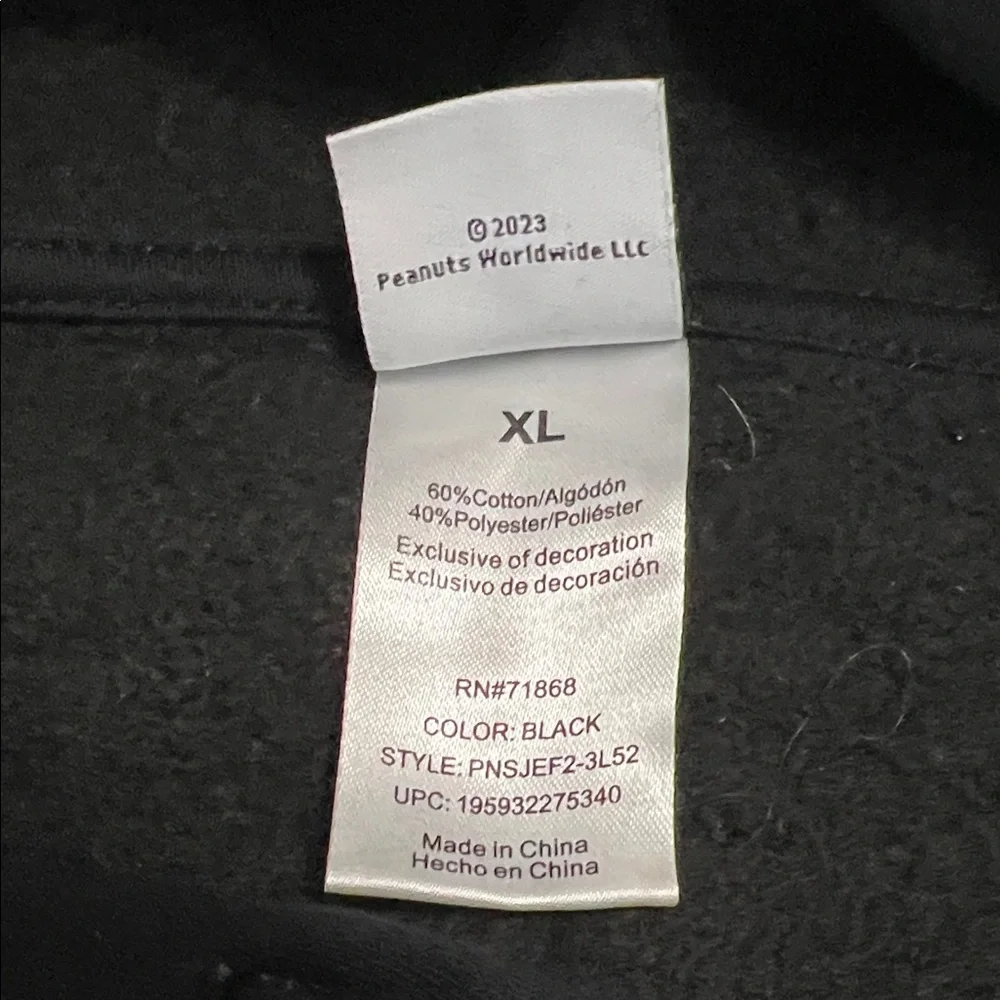 © 2023
Peanuts Worldwide LLC
XL
60%Cotton/Algódón
40%Polyester/Poliéster
Exclusive of decoration
Exclusivo de decoración
RN#71868
COLOR: BLACK
STYLE: PNSJEF2-3L52
UPC: 195932275340
Made in China
Hecho en China